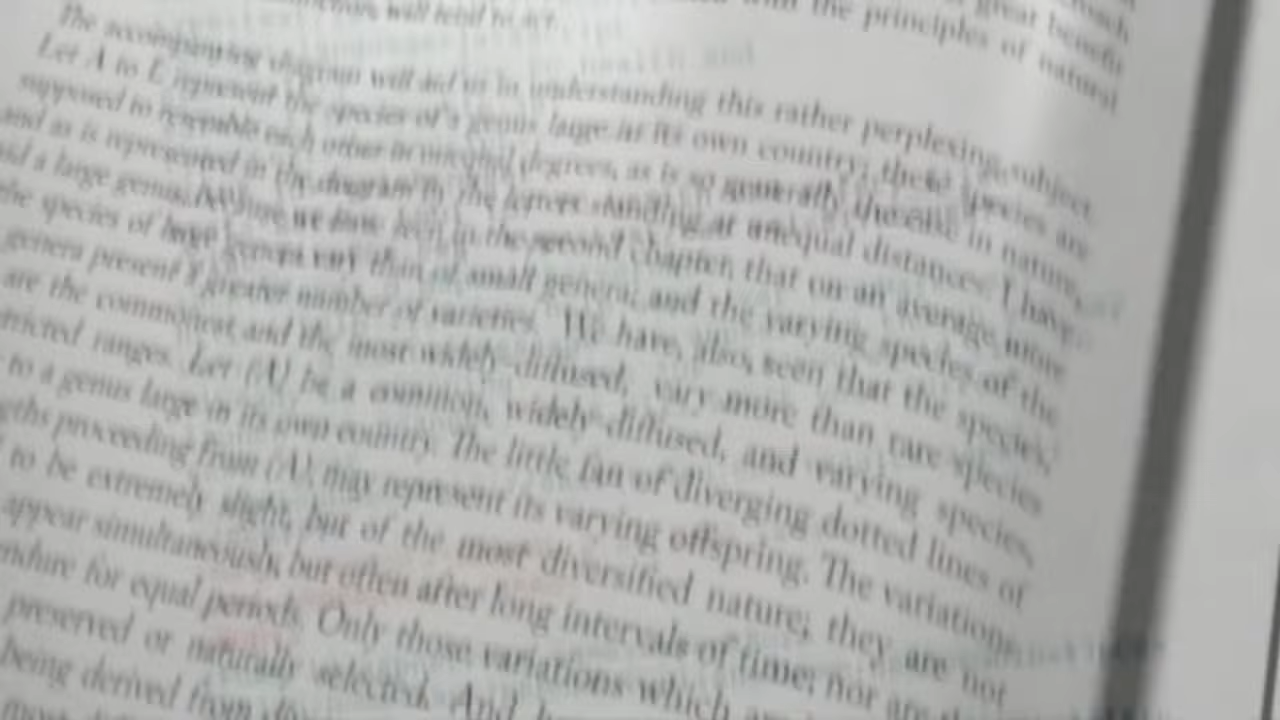 great benefit
with the principles of natural
will tend to act.
The accompanying diagram will aid us in understanding this rather perplexing subject.
Let A to L represent the species of a genus large in its own country; these species are
supposed to resemble each other in unequal degrees, as is so generally the case in nature,
and as is represented in the diagram by the letters standing at unequal distances. I have
a large genus, we have seen in the second chapter, that on an average more
the species of large genera vary than of small genera; and the varying species of the
genera present a greater number of varieties. We have, also, seen that the species,
are the commonest and the most widely-diffused, vary more than rare species
ranges. Let (A) be a common, widely-diffused, and varying species,
to a genus large in its own country. The little fan of diverging dotted lines of
proceeding from (A), may represent its varying offspring. The variations
to be extremely slight, but of the most diversified nature; they are not
appear simultaneously, but often after long intervals of time; nor are
for equal periods. Only those variations which
preserved or naturally selected. And
being derived from